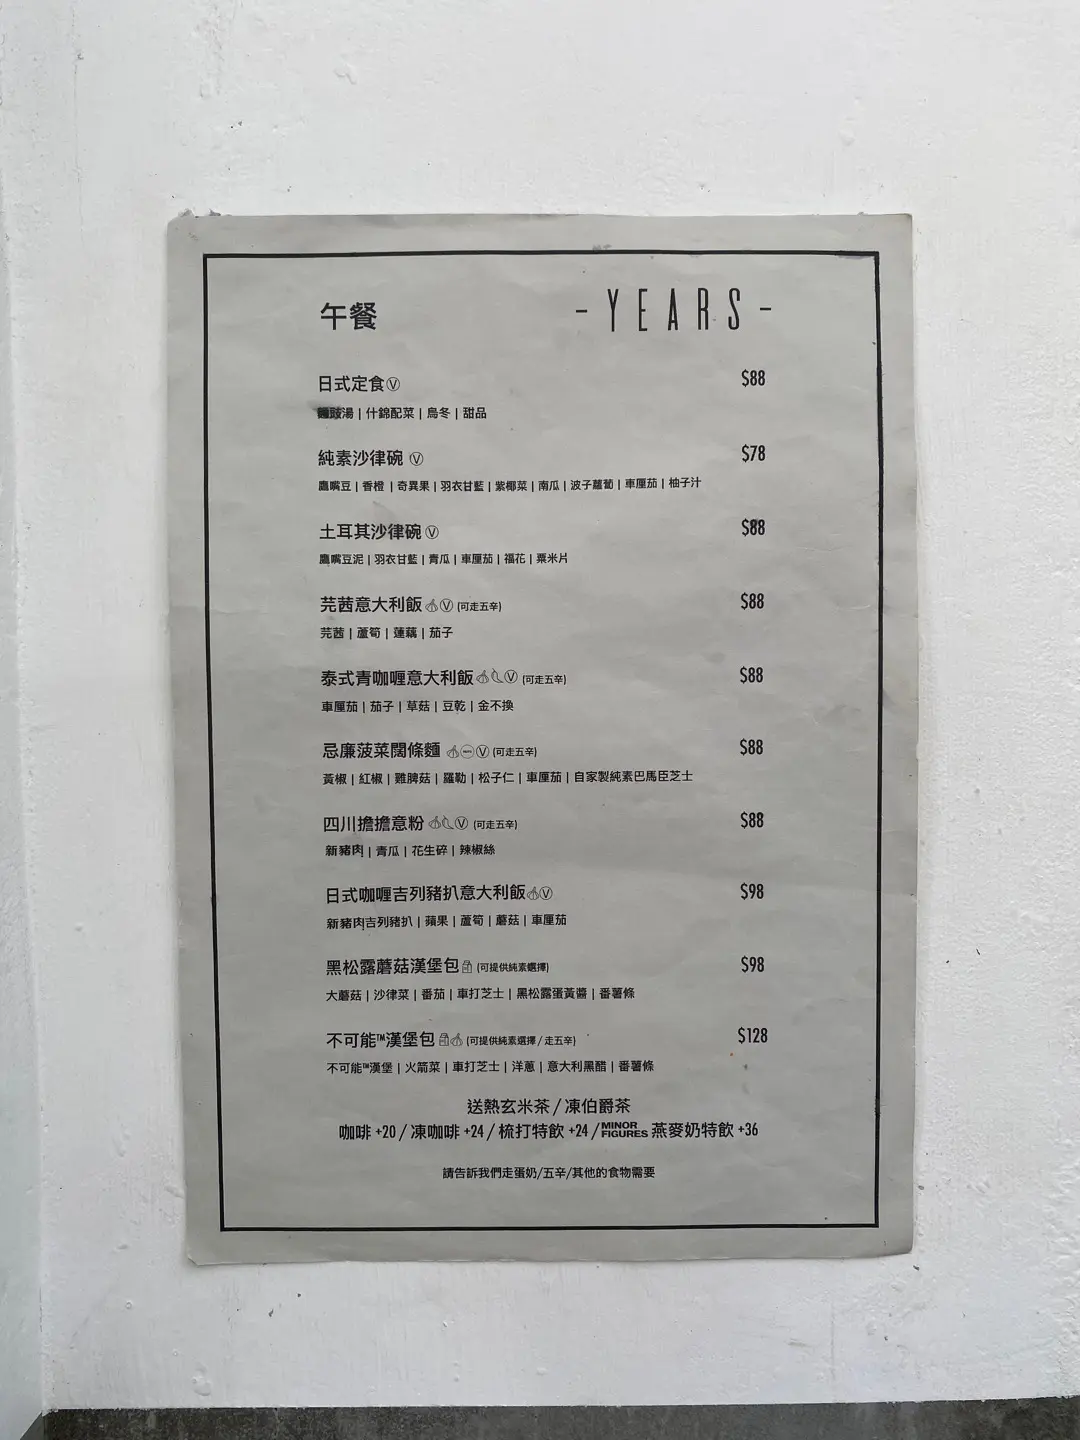 午餐
- YEARS -
日式定食Ⓥ $88
麵豉湯 | 什錦配菜 | 烏冬 | 甜品
純素沙律碗 Ⓥ $78
鷹嘴豆 | 香橙 | 奇異果 | 羽衣甘藍 | 紫椰菜 | 南瓜 | 波子蘿蔔 | 車厘茄 | 柚子汁
土耳其沙律碗 Ⓥ $88
鷹嘴豆泥 | 羽衣甘藍 | 青瓜 | 車厘茄 | 福花 | 粟米片
芫茜意大利飯 Ⓥ (可走五辛) $88
芫茜 | 蘆筍 | 蓮藕 | 茄子
泰式青咖喱意大利飯 Ⓥ (可走五辛) $88
車厘茄 | 茄子 | 草菇 | 豆乾 | 金不換
忌廉菠菜闊條麵 Ⓥ (可走五辛) $88
黃椒 | 紅椒 | 雞脾菇 | 羅勒 | 松子仁 | 車厘茄 | 自家製純素巴馬臣芝士
四川擔擔意粉 Ⓥ (可走五辛) $88
新豬肉 | 青瓜 | 花生碎 | 辣椒絲
日式咖喱吉列豬扒意大利飯 Ⓥ $98
新豬肉吉列豬扒 | 蘋果 | 蘆筍 | 蘑菇 | 車厘茄
黑松露蘑菇漢堡包 (可提供純素選擇) $98
大蘑菇 | 沙律菜 | 番茄 | 車打芝士 | 黑松露蛋黃醬 | 番薯條
不可能™漢堡包 (可提供純素選擇 / 走五辛) $128
不可能™漢堡 | 火箭菜 | 車打芝士 | 洋蔥 | 意大利黑醋 | 番薯條
送熱玄米茶 / 凍伯爵茶
咖啡 +20 / 凍咖啡 +24 / 梳打特飲 +24 / MINOR FIGURES 燕麥奶特飲 +36
請告訴我們走蛋奶/五辛/其他的食物需要